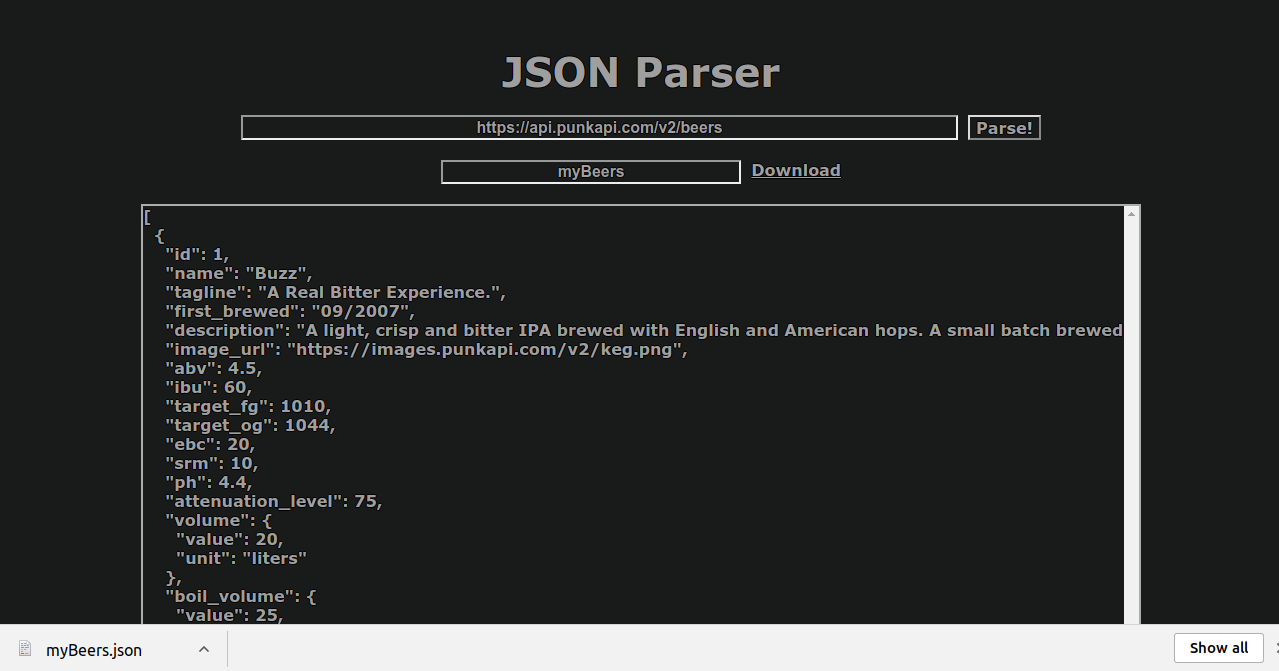 JSON Parser
https://api.punkapi.com/v2/beers Parse!
myBeers Download
[
{
"id": 1,
"name": "Buzz",
"tagline": "A Real Bitter Experience.",
"first_brewed": "09/2007",
"description": "A light, crisp and bitter IPA brewed with English and American hops. A small batch brewed
"image_url": "https://images.punkapi.com/v2/keg.png",
"abv": 4.5,
"ibu": 60,
"target_fg": 1010,
"target_og": 1044,
"ebc": 20,
"srm": 10,
"ph": 4.4,
"attenuation_level": 75,
"volume": {
"value": 20,
"unit": "liters"
},
"boil_volume": {
"value": 25,
myBeers.json Show all